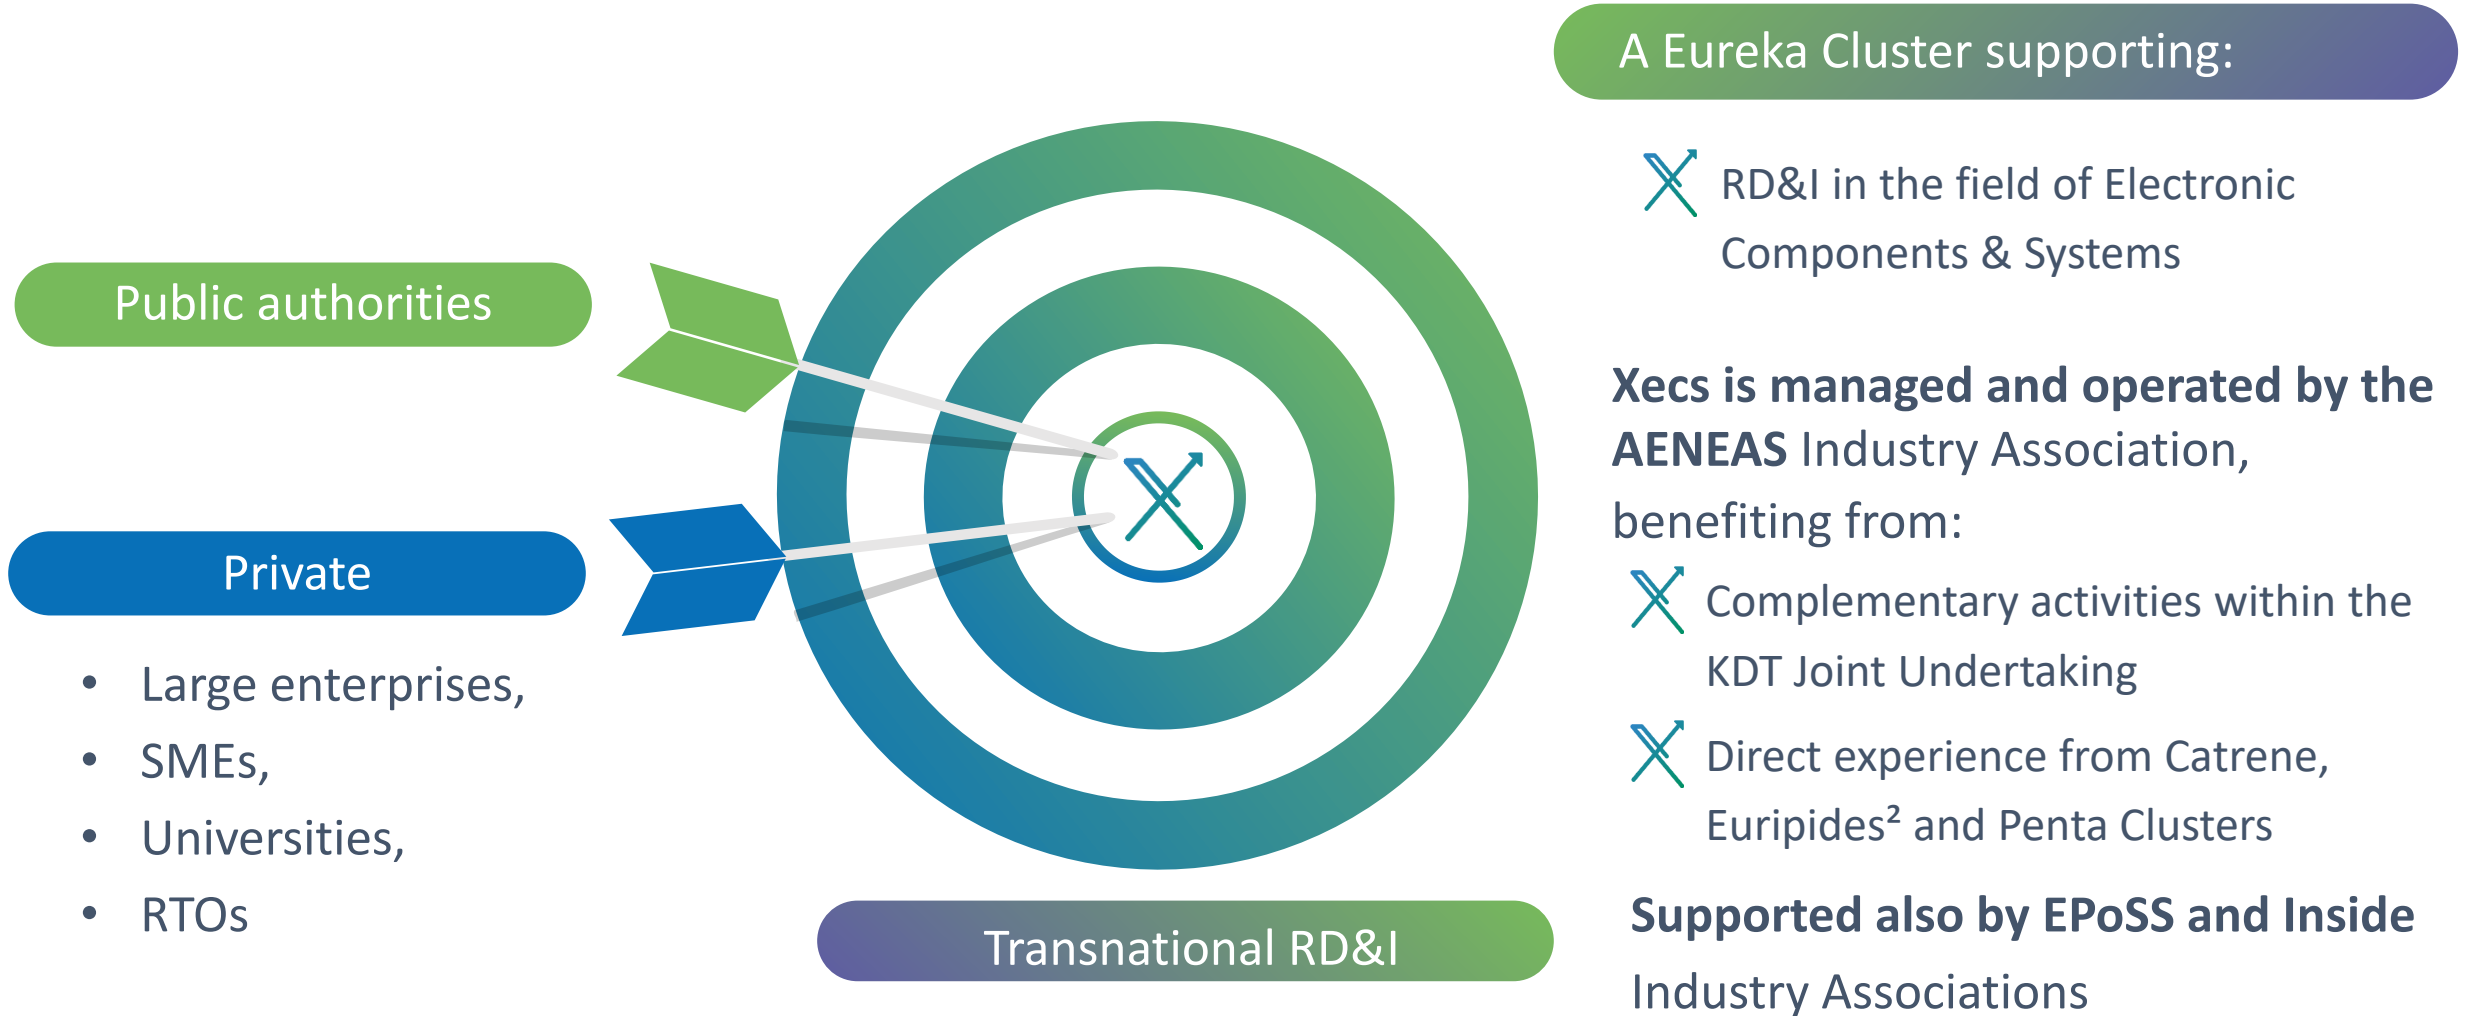 Public authorities
Private
• Large enterprises,
• SMEs,
• Universities,
• RTOs
Transnational RD&I
A Eureka Cluster supporting:
RD&I in the field of Electronic
Components & Systems
Xecs is managed and operated by the
AENEAS Industry Association,
benefiting from:
Complementary activities within the
KDT Joint Undertaking
Direct experience from Catrene,
Euripides² and Penta Clusters
Supported also by EPoSS and Inside
Industry Associations